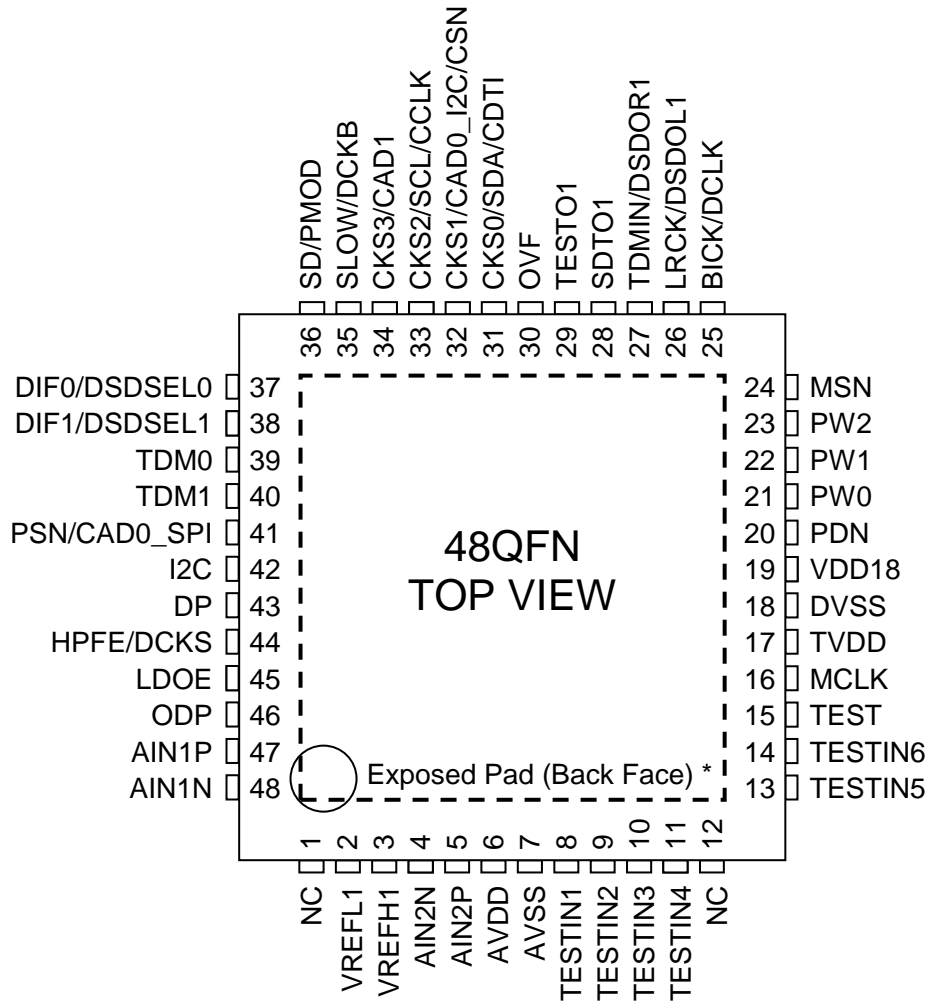 SD/PMOD
SLOW/DCKB
CKS3/CAD1
CKS2/SCL/CCLK
CKS1/CAD0_I2C/CSN
CKS0/SDA/CDTI
OVF
TESTO1
SDTO1
TDMIN/DSDOR1
LRCK/DSDOL1
BICK/DCLK
36 35 34 33 32 31 30 29 28 27 26 25
DIF0/DSDSEL0 37
DIF1/DSDSEL1 38
TDM0 39
TDM1 40
PSN/CAD0_SPI 41
I2C 42
DP 43
HPFE/DCKS 44
LDOE 45
ODP 46
AIN1P 47
AIN1N 48
48QFN
TOP VIEW
Exposed Pad (Back Face) *
24 MSN
23 PW2
22 PW1
21 PW0
20 PDN
19 VDD18
18 DVSS
17 TVDD
16 MCLK
15 TEST
14 TESTIN6
13 TESTIN5
1 2 3 4 5 6 7 8 9 10 11 12
NC
VREFL1
VREFH1
AIN2N
AIN2P
AVDD
AVSS
TESTIN1
TESTIN2
TESTIN3
TESTIN4
NC